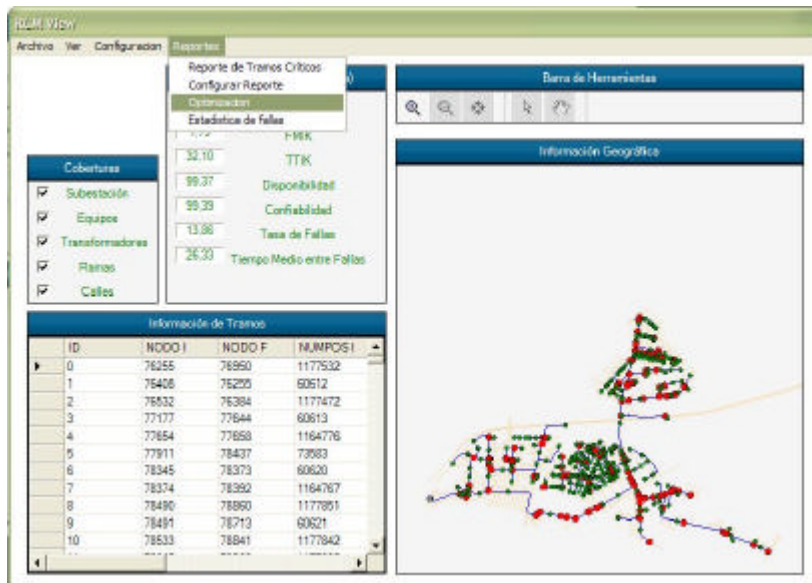 RCM View
Archivo Ver Configuracion Reportes
Reporte de Tramos Críticos
Configurar Reporte
Optimizacion
Estadistica de fallas
FMIK
32,10 TTIK
99,37 Disponibilidad
99,39 Confiabilidad
13,86 Tasa de Fallas
26,33 Tiempo Medio entre Fallas
Barra de Herramientas
Coberturas
Subestación
Equipos
Transformadores
Ramas
Calles
Información Geográfica
Información de Tramos
ID NODO I NODO F NUMPOS I
0 76255 76950 1177532
1 76408 76255 60612
2 76532 76384 1177472
3 77177 77644 60613
4 77654 77658 1164776
5 77911 78437 73583
6 78345 78373 60620
7 78374 78392 1164767
8 78490 78860 1177851
9 78491 78713 60621
10 78533 78841 1177842